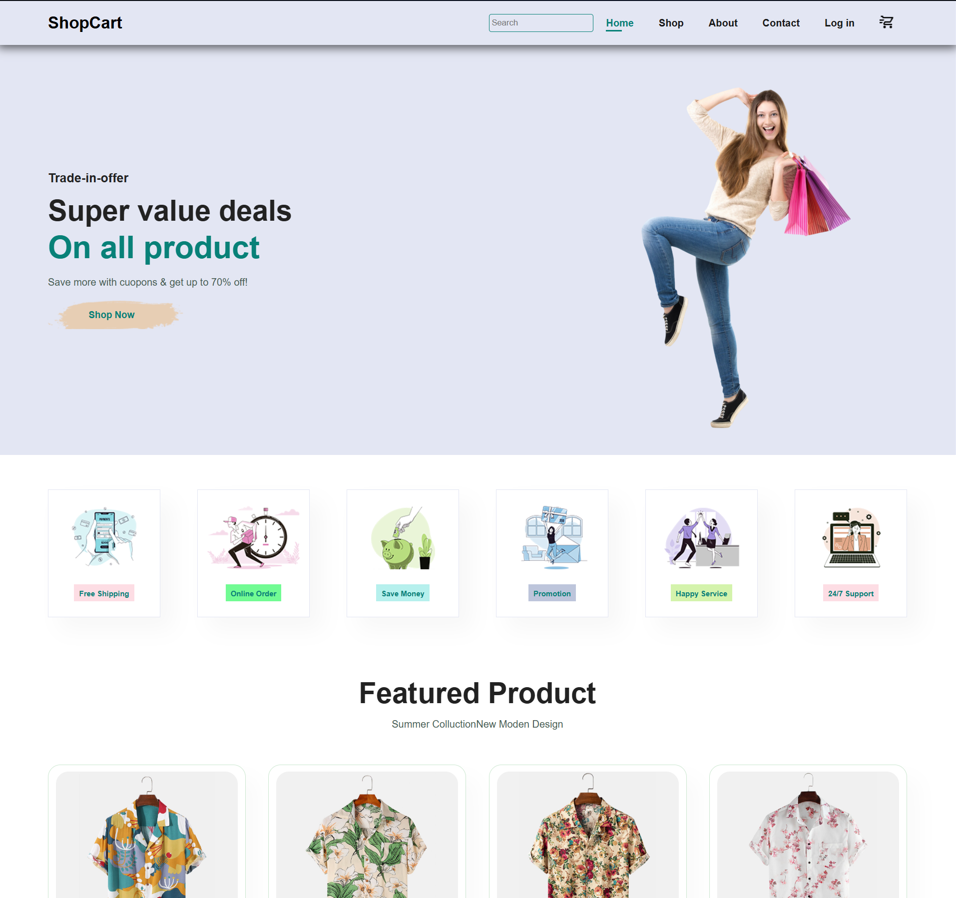 ShopCart
Search
Home
Shop
About
Contact
Log in
Trade-in-offer
Super value deals
On all product
Save more with cuopons & get up to 70% off!
Shop Now
Free Shipping
Online Order
Save Money
Promotion
Happy Service
24/7 Support
Featured Product
Summer ColluctionNew Moden Design